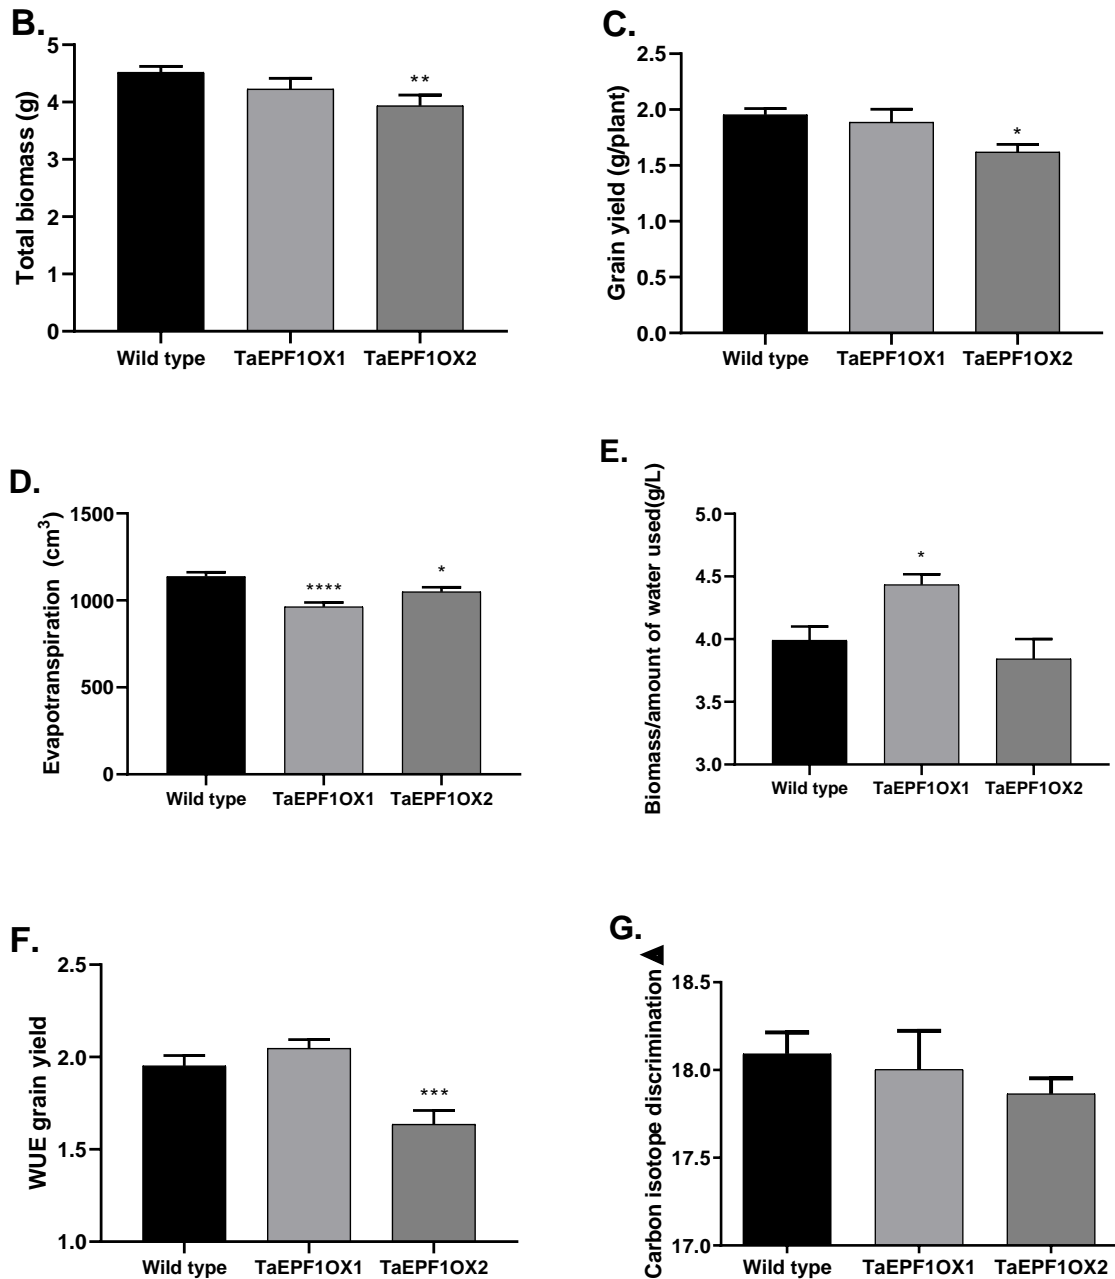 B.
Total biomass (g)
5
4
3
2
1
0
**
Wild type TaEPF1OX1 TaEPF1OX2
C.
Grain yield (g/plant)
2.5
2.0
1.5
1.0
0.5
0.0
*
Wild type TaEPF1OX1 TaEPF1OX2
D.
Evapotranspiration (cm³)
1500
1000
500
0
****
*
Wild type TaEPF1OX1 TaEPF1OX2
E.
Biomass/amount of water used(g/L)
5.0
4.5
4.0
3.5
3.0
*
Wild type TaEPF1OX1 TaEPF1OX2
F.
WUE grain yield
2.5
2.0
1.5
1.0
***
Wild type TaEPF1OX1 TaEPF1OX2
G.
Carbon isotope discrimination ▲
18.5
18.0
17.5
17.0
Wild type TaEPF1OX1 TaEPF1OX2